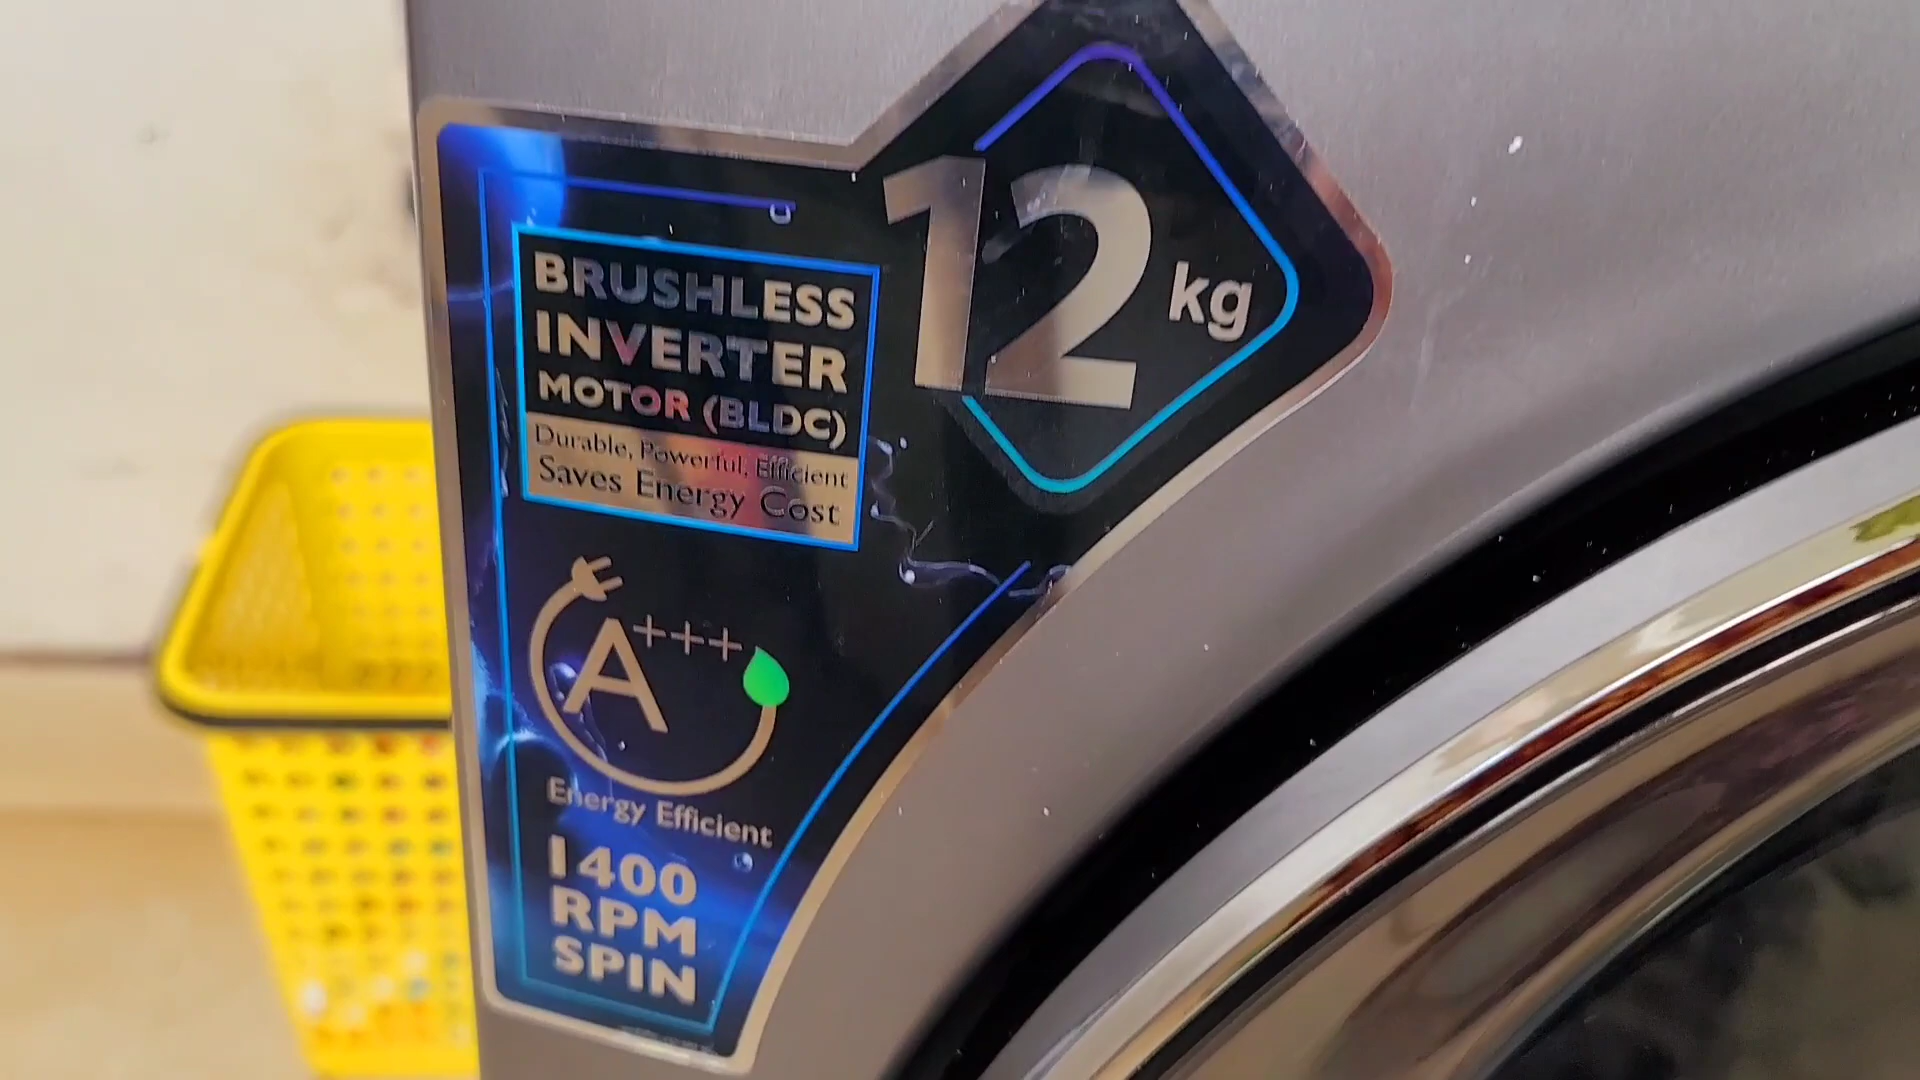 12 kg
BRUSHLESS
INVERTER
MOTOR (BLDC)
Durable, Powerful, Efficient
Saves Energy Cost
A+++
Energy Efficient
1400
RPM
SPIN